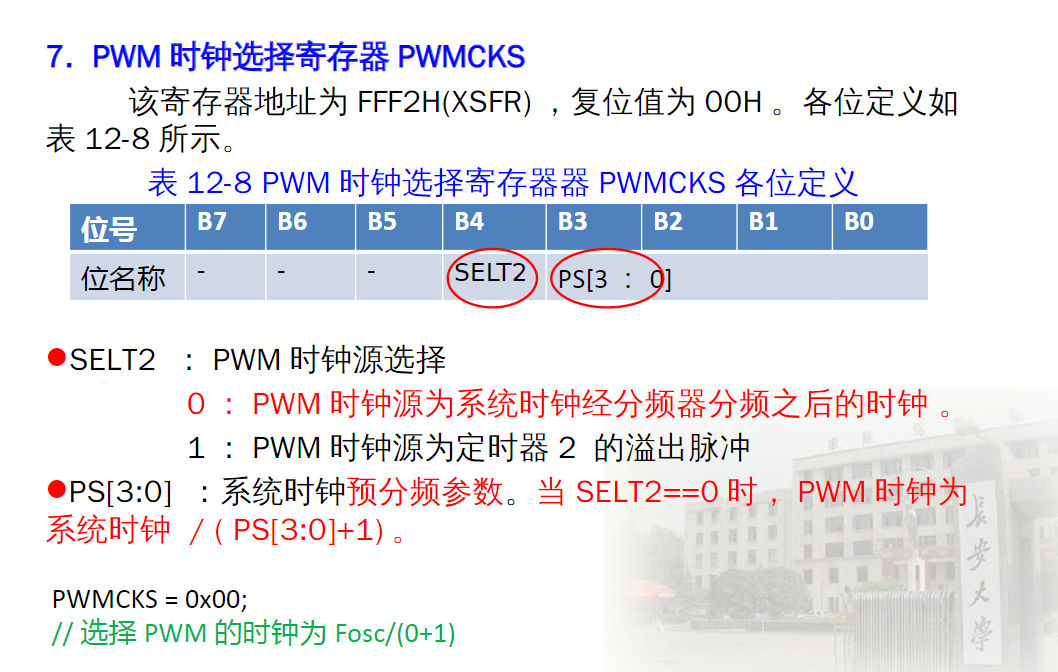 7. PWM 时钟选择寄存器 PWMCKS
该寄存器地址为 FFF2H(XSFR) ，复位值为 00H 。各位定义如
表 12-8 所示。
表 12-8 PWM 时钟选择寄存器器 PWMCKS 各位定义
位号 B7 B6 B5 B4 B3 B2 B1 B0
位名称 - - - SELT2 PS[3 : 0]
●SELT2 ： PWM 时钟源选择
0 ： PWM 时钟源为系统时钟经分频器分频之后的时钟 。
1 ： PWM 时钟源为定时器 2 的溢出脉冲
●PS[3:0] ：系统时钟预分频参数。当 SELT2==0 时， PWM 时钟为
系统时钟 / ( PS[3:0]+1) 。
PWMCKS = 0x00;
// 选择 PWM 的时钟为 Fosc/(0+1)
长安大学